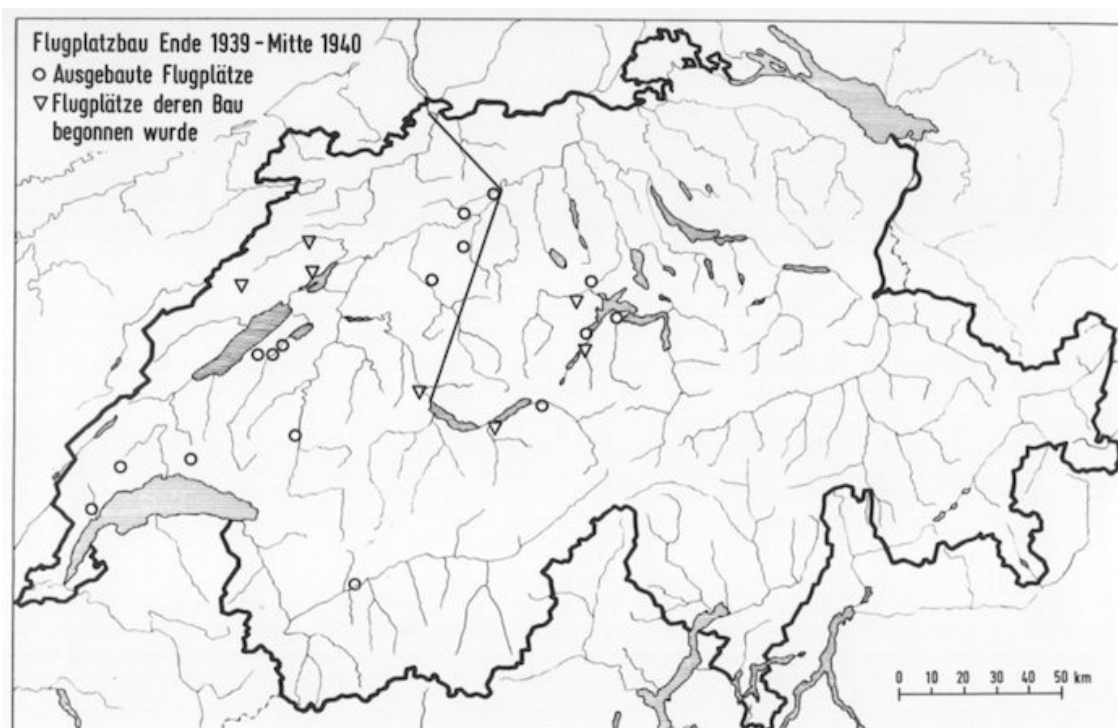 Flugplatzbau Ende 1939 - Mitte 1940
Ausgebaute Flugplätze
Flugplätze deren Bau
begonnen wurde
0 10 20 30 40 50 km